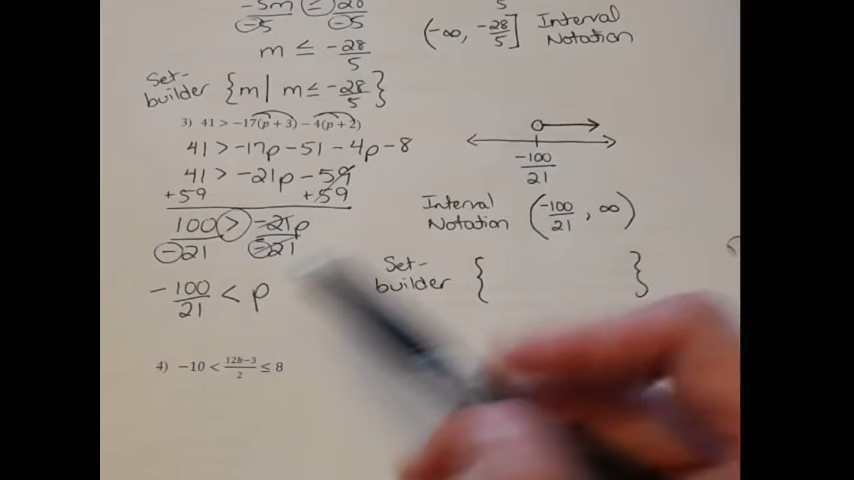 -5m ≤ 28
-5 -5
m ≤ -28/5
(-∞, -28/5] Interval Notation
Set-builder {m | m ≤ -28/5}
3) 41 > -17(p + 3) - 4(p + 2)
41 > -17p - 51 - 4p - 8
41 > -21p - 59
+59 +59
100 > -21p
-21 -21
-100/21 < p
-100/21
Interval Notation (-100/21, ∞)
Set-builder { }
4) -10 < 12b-3/2 ≤ 8